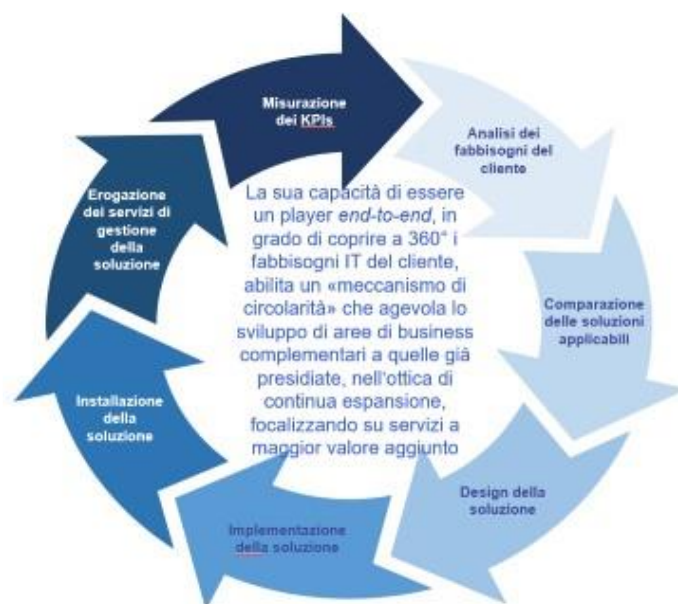 Misurazione
dei KPIs
Analisi dei
fabbisogni del
cliente
Comparazione
delle soluzioni
applicabili
Design della
soluzione
Implementazione
della soluzione
Installazione
della
soluzione
Erogazione
dei servizi di
gestione
della
soluzione
La sua capacità di essere
un player end-to-end, in
grado di coprire a 360° i
fabbisogni IT del cliente,
abilita un «meccanismo di
circolarità» che agevola lo
sviluppo di aree di business
complementari a quelle già
presidiate, nell'ottica di
continua espansione,
focalizzando su servizi a
maggior valore aggiunto